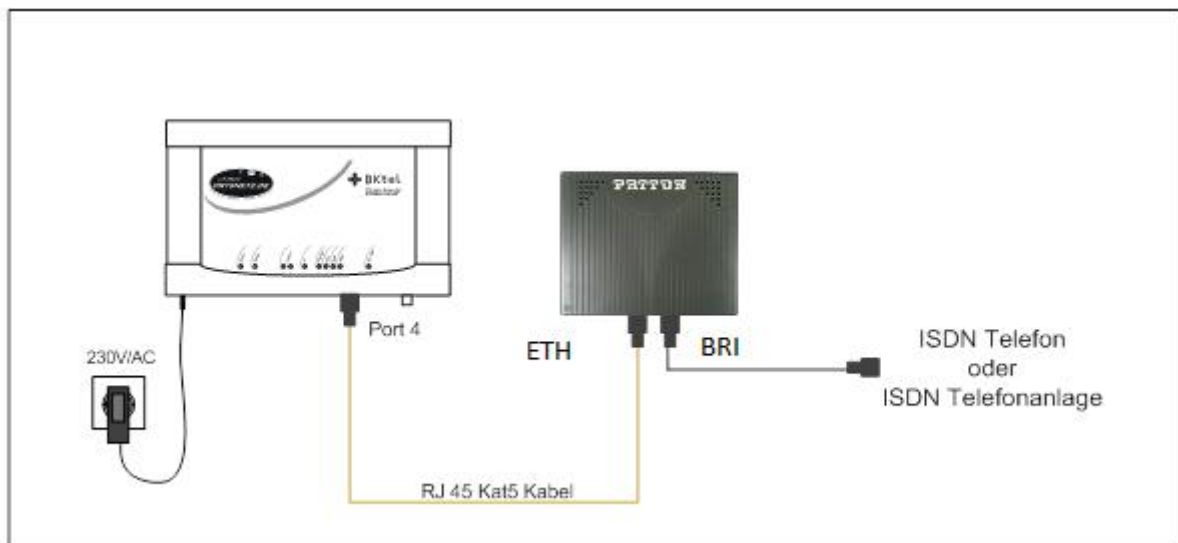 BKtel
PATTON
Port 4
ETH
BRI
230V/AC
ISDN Telefon
oder
ISDN Telefonanlage
RJ 45 Kat5 Kabel